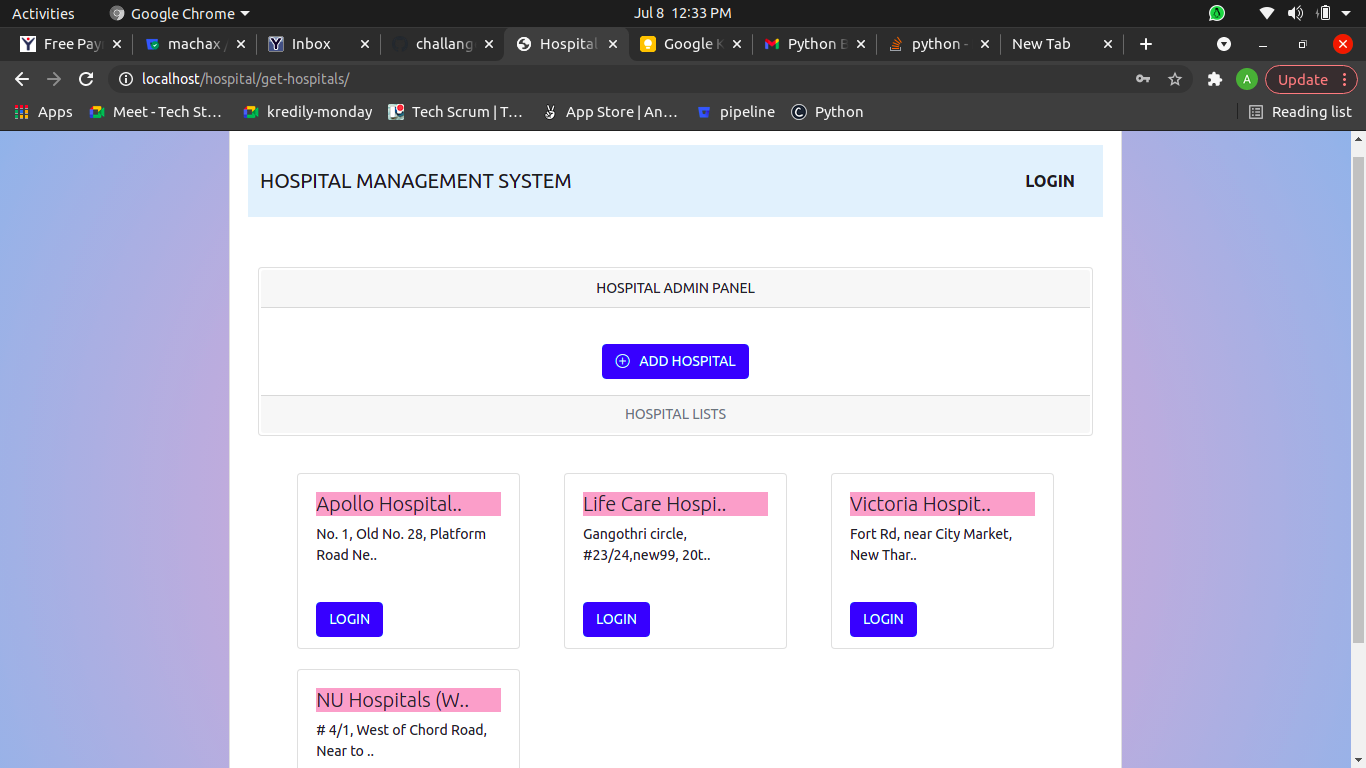 Activities Google Chrome Jul 8 12:33 PM
Free Pay machax / Inbox challang Hospital Google K Python B python - New Tab
localhost/hospital/get-hospitals/ A Update
Apps Meet - Tech St... kredily-monday Tech Scrum | T... App Store | An... pipeline Python Reading list
HOSPITAL MANAGEMENT SYSTEM LOGIN
HOSPITAL ADMIN PANEL
ADD HOSPITAL
HOSPITAL LISTS
Apollo Hospital..
No. 1, Old No. 28, Platform
Road Ne..
LOGIN
Life Care Hospi..
Gangothri circle,
#23/24,new99, 20t..
LOGIN
Victoria Hospit..
Fort Rd, near City Market,
New Thar..
LOGIN
NU Hospitals (W..
# 4/1, West of Chord Road,
Near to ..